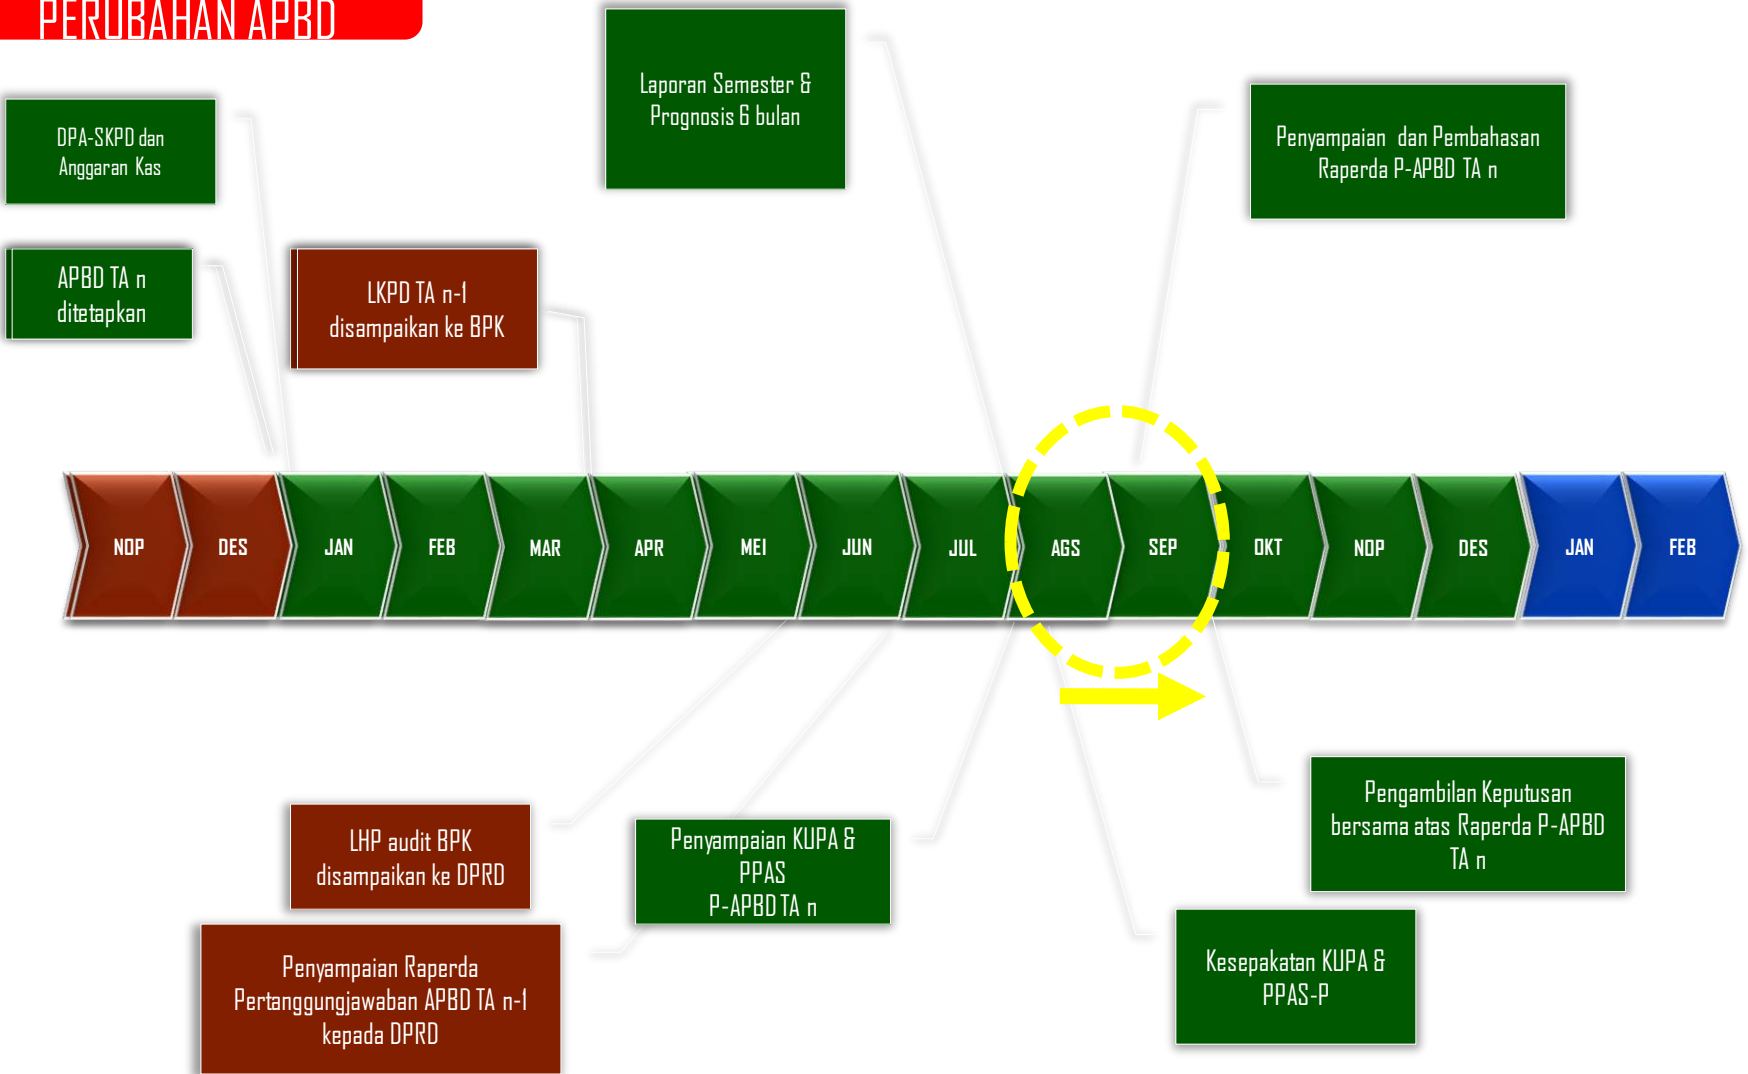 PERUBAHAN APBD
Laporan Semester &
Prognosis 6 bulan
DPA-SKPD dan
Anggaran Kas
Penyampaian dan Pembahasan
Raperda P-APBD TA n
APBD TA n
ditetapkan
LKPD TA n-1
disampaikan ke BPK
NOP
DES
JAN
FEB
MAR
APR
MEI
JUN
JUL
AGS
SEP
OKT
NOP
DES
JAN
FEB
LHP audit BPK
disampaikan ke DPRD
Penyampaian KUPA &
PPAS
P-APBD TA n
Pengambilan Keputusan
bersama atas Raperda P-APBD
TA n
Penyampaian Raperda
Pertanggungjawaban APBD TA n-1
kepada DPRD
Kesepakatan KUPA &
PPAS-P